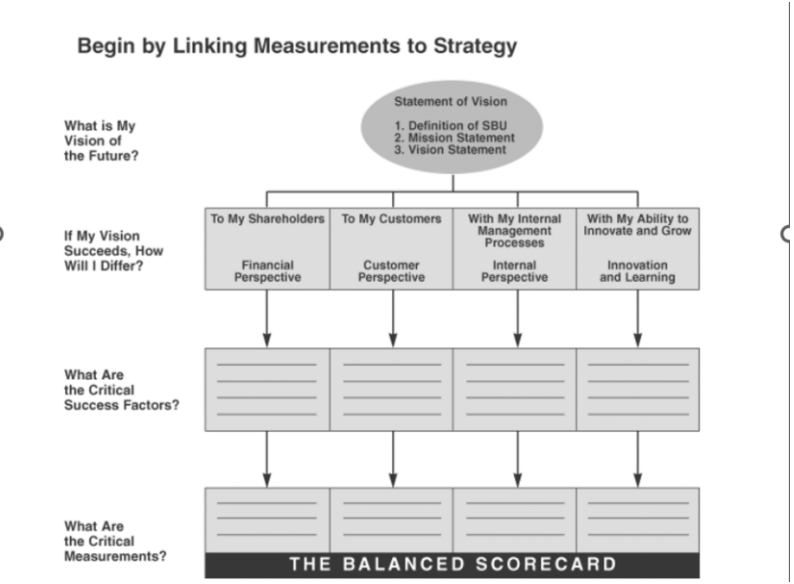 Begin by Linking Measurements to Strategy
Statement of Vision
1. Definition of SBU
2. Mission Statement
3. Vision Statement
What is My
Vision of
the Future?
If My Vision
Succeeds, How
Will I Differ?
To My Shareholders
Financial
Perspective
To My Customers
Customer
Perspective
With My Internal
Management
Processes
Internal
Perspective
With My Ability to
Innovate and Grow
Innovation
and Learning
What Are
the Critical
Success Factors?
What Are
the Critical
Measurements?
THE BALANCED SCORECARD